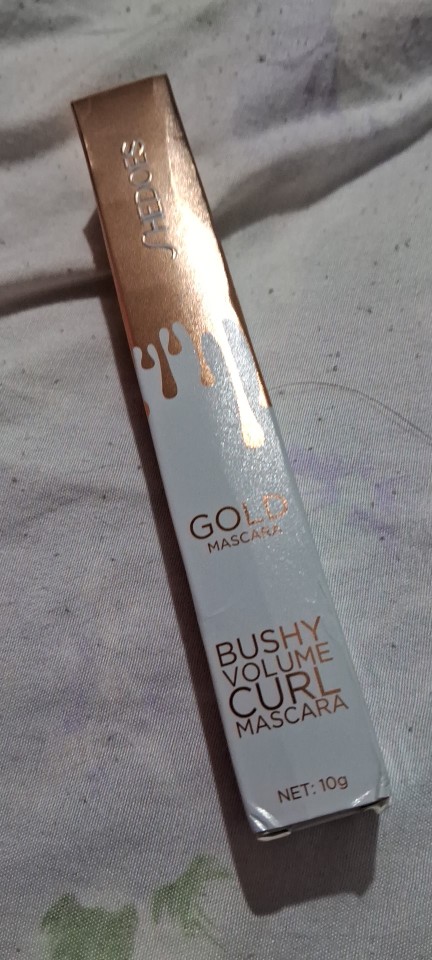 SHEDOES
GOLD
MASCARA
BUSHY
VOLUME
CURL
MASCARA
NET: 10g